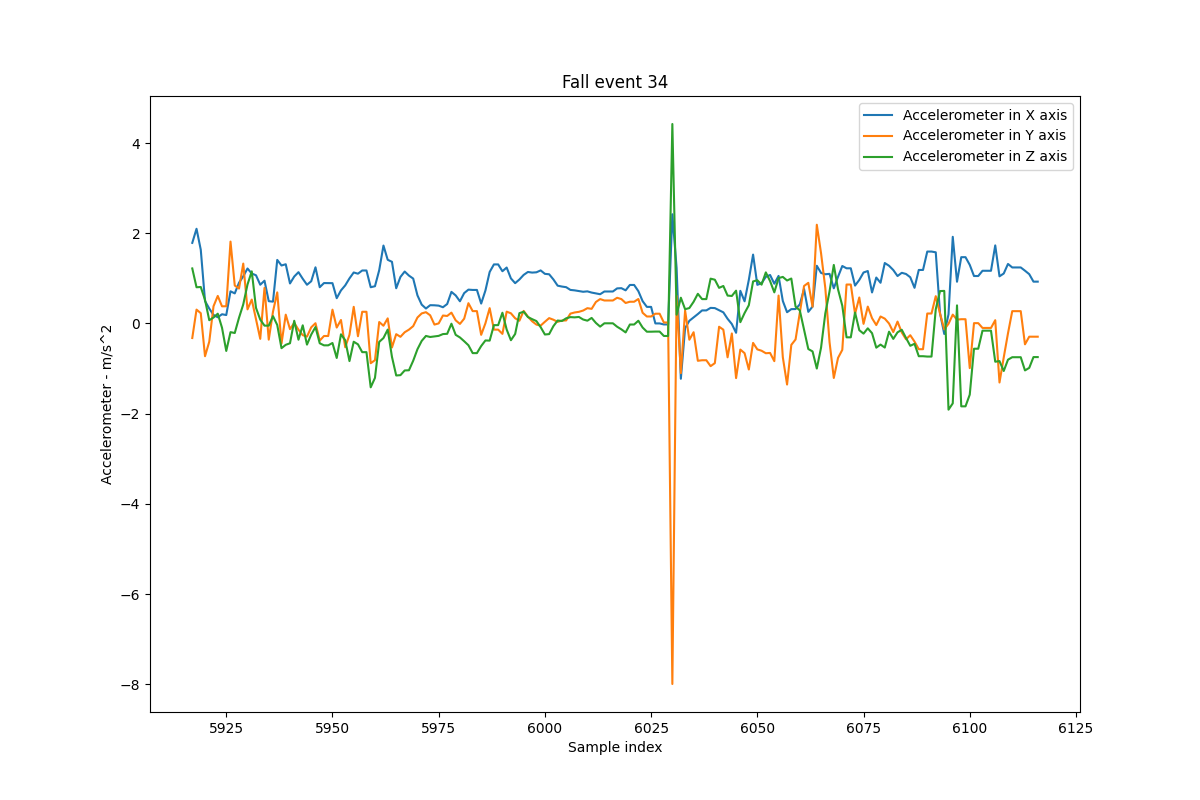 Fall event 34
Accelerometer in X axis
Accelerometer in Y axis
Accelerometer in Z axis
Accelerometer - m/s^2
4
2
0
−2
−4
−6
−8
5925 5950 5975 6000 6025 6050 6075 6100 6125
Sample index